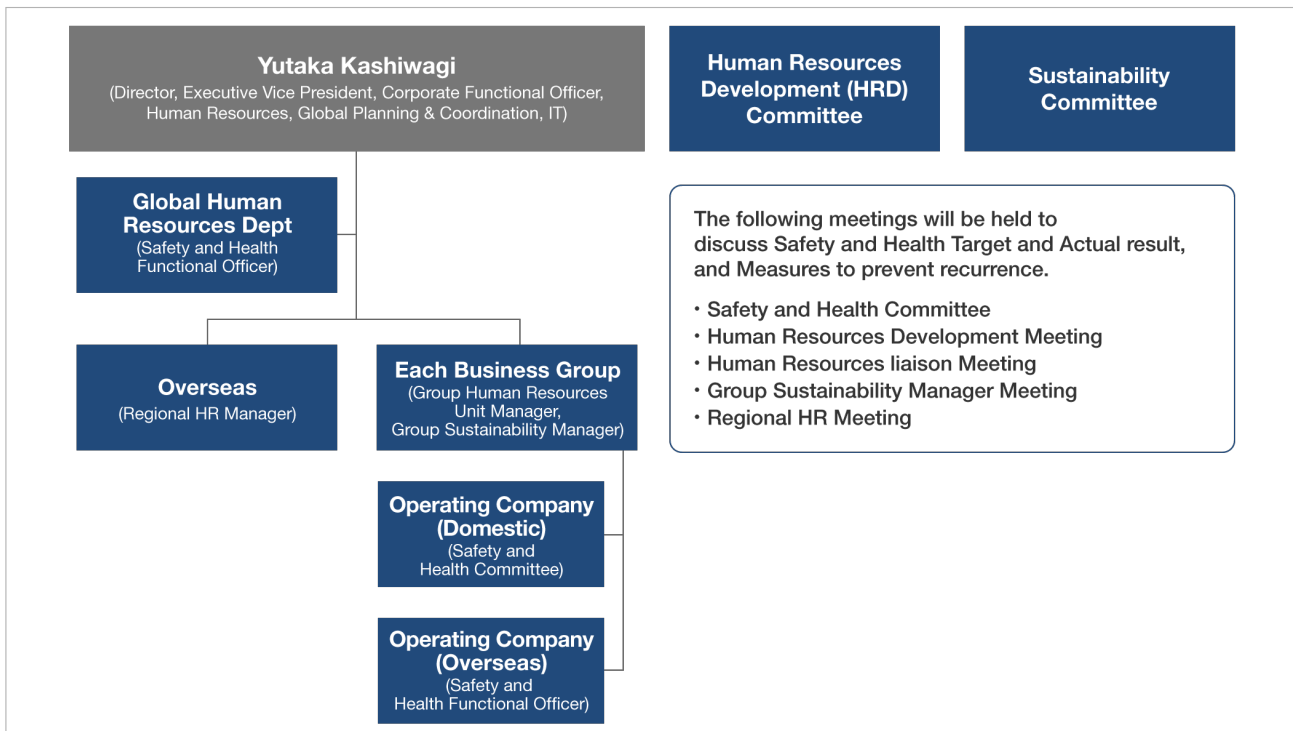 Yutaka Kashiwagi
(Director, Executive Vice President, Corporate Functional Officer,
Human Resources, Global Planning & Coordination, IT)
Human Resources
Development (HRD)
Committee
Sustainability
Committee
Global Human
Resources Dept
(Safety and Health
Functional Officer)
The following meetings will be held to
discuss Safety and Health Target and Actual result,
and Measures to prevent recurrence.
・Safety and Health Committee
・Human Resources Development Meeting
・Human Resources liaison Meeting
・Group Sustainability Manager Meeting
・Regional HR Meeting
Overseas
(Regional HR Manager)
Each Business Group
(Group Human Resources
Unit Manager,
Group Sustainability Manager)
Operating Company
(Domestic)
(Safety and
Health Committee)
Operating Company
(Overseas)
(Safety and
Health Functional Officer)